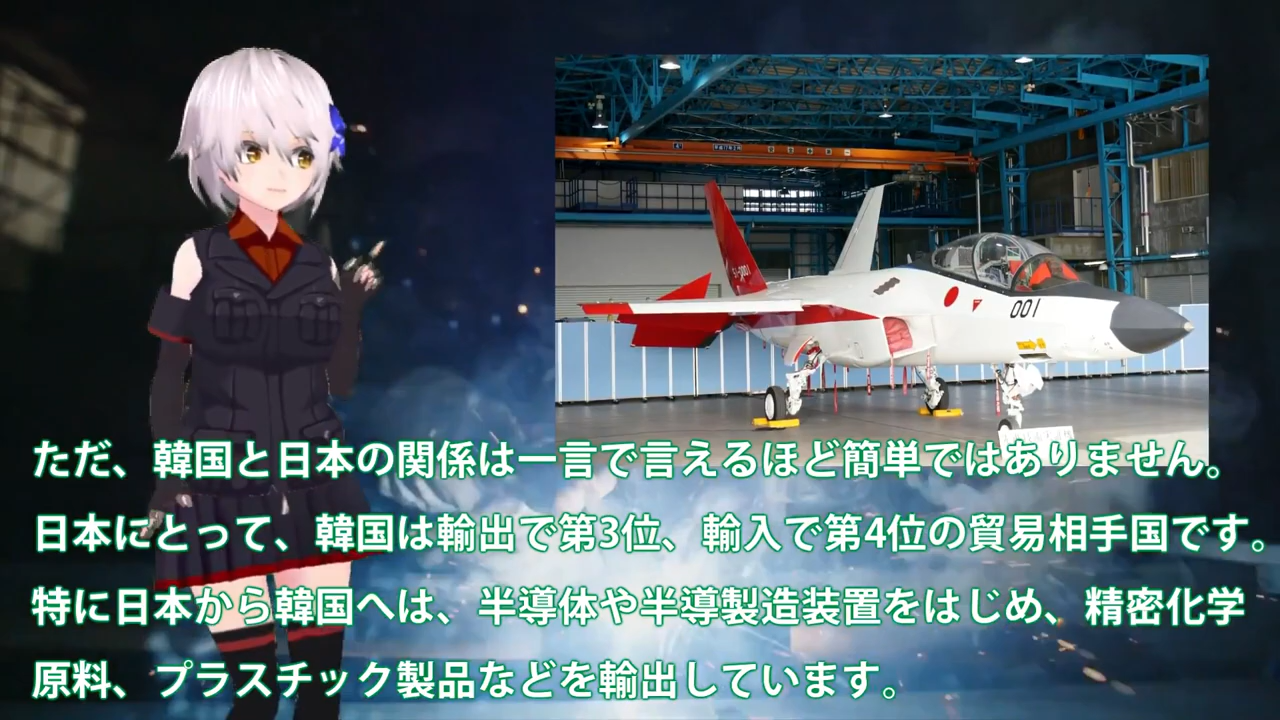 51-0001
001
ただ、韓国と日本の関係は一言で言えるほど簡単ではありません。
日本にとって、韓国は輸出で第3位、輸入で第4位の貿易相手国です。
特に日本から韓国へは、半導体や半導製造装置をはじめ、精密化学
原料、プラスチック製品などを輸出しています。